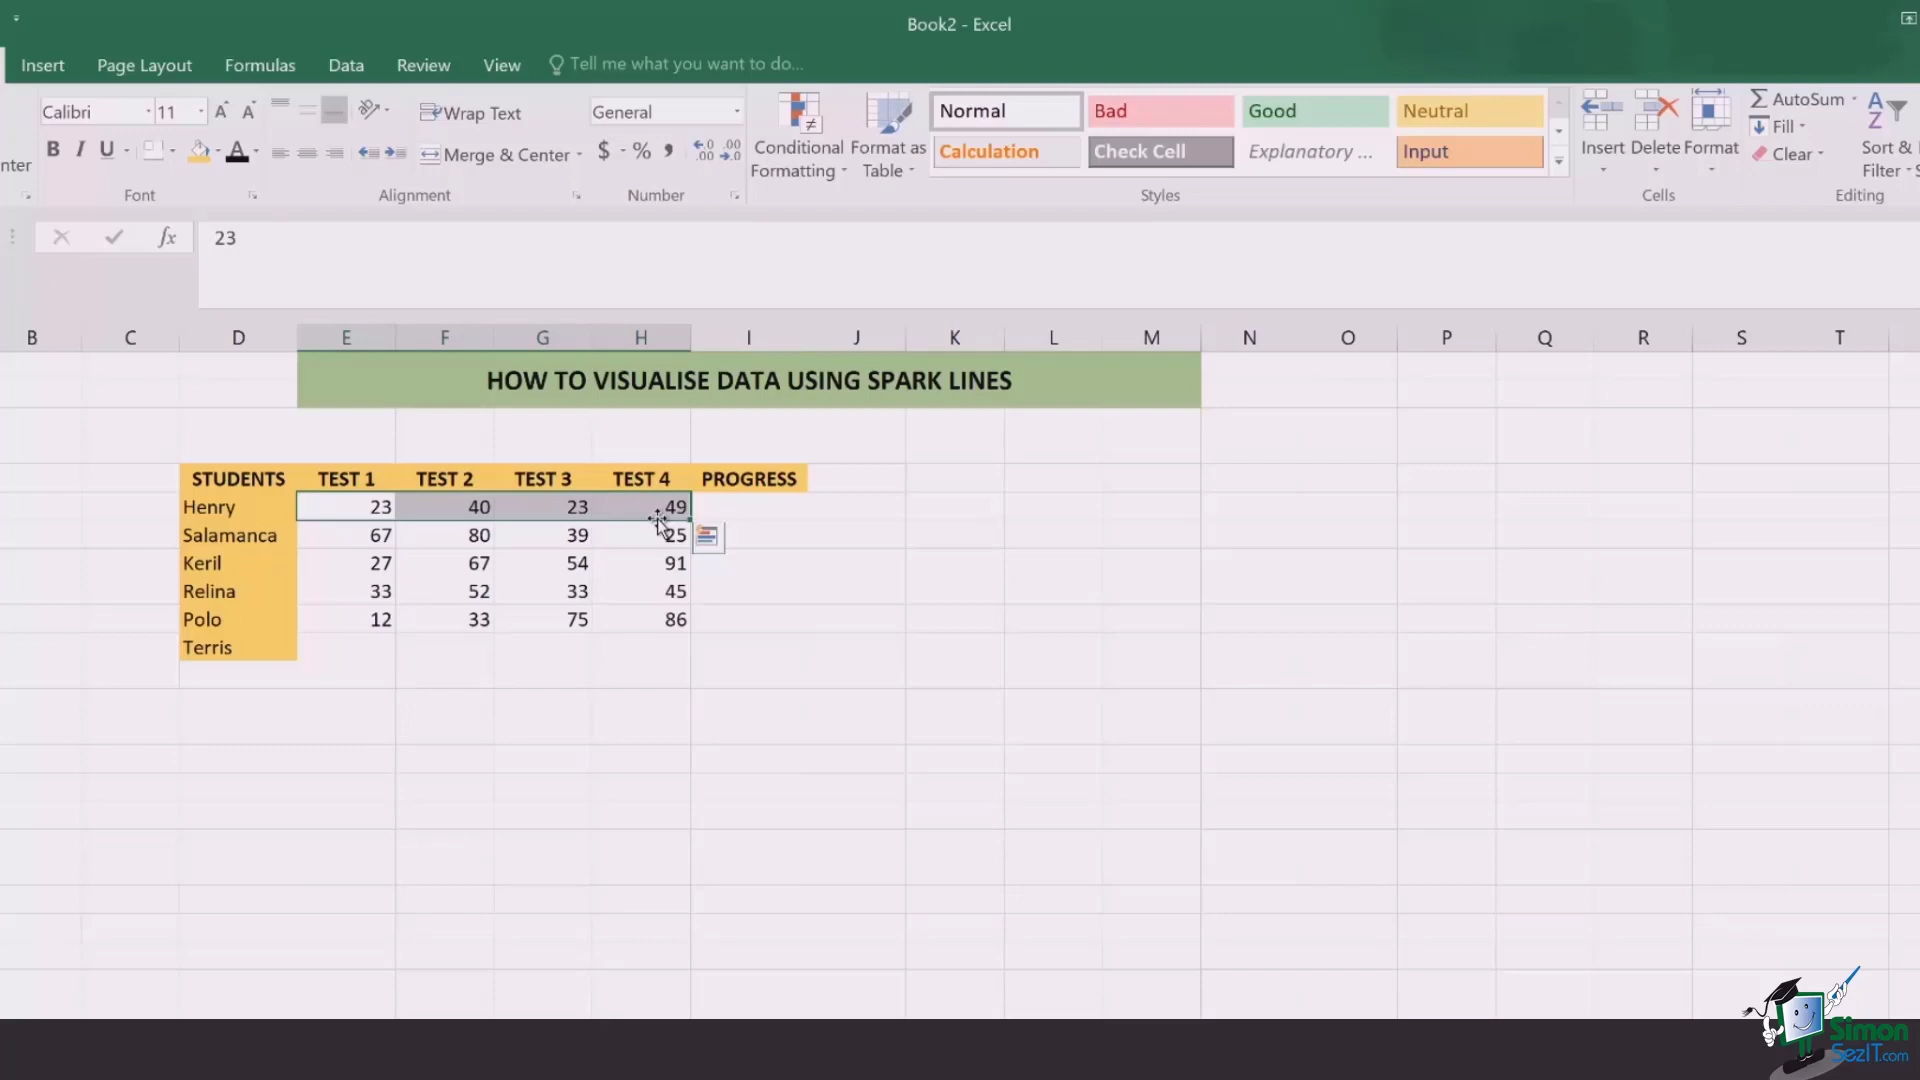 Book2 - Excel
Insert Page Layout Formulas Data Review View Tell me what you want to do...
Calibri 11 A A Wrap Text General Normal Bad Good Neutral AutoSum
B I U A Merge & Center $ % , .00 .0 Conditional Formatting Format as Table Calculation Check Cell Explanatory ... Input Insert Delete Format Fill Clear Sort & Filter
nter
Font Alignment Number Styles Cells Editing
fx 23
B C D E F G H I J K L M N O P Q R S T
HOW TO VISUALISE DATA USING SPARK LINES
STUDENTS TEST 1 TEST 2 TEST 3 TEST 4 PROGRESS
Henry 23 40 23 49
Salamanca 67 80 39 25
Keril 27 67 54 91
Relina 33 52 33 45
Polo 12 33 75 86
Terris
Simon
SezIT.com